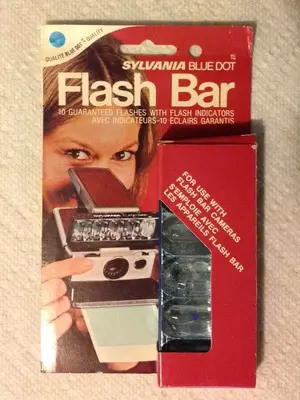 QUALITE BLUE DOT QUALITY
SYLVANIA BLUE DOT
Flash Bar
10 GUARANTEED FLASHES WITH FLASH INDICATORS
AVEC INDICATEURS-10 ÉCLAIRS GARANTIS
FOR USE WITH
FLASH BAR CAMERAS
S'EMPLOIE AVEC
LES APPAREILS FLASH BAR